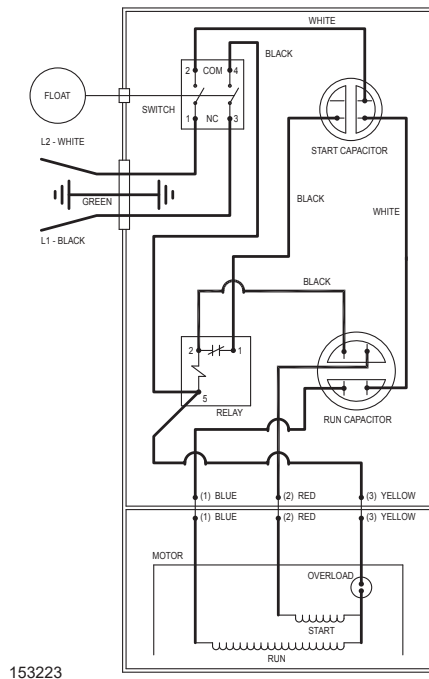 WHITE
BLACK
2 COM 4
FLOAT
SWITCH
1 NC 3
START CAPACITOR
L2 - WHITE
GREEN
L1 - BLACK
BLACK
WHITE
BLACK
2 1
5
RELAY
RUN CAPACITOR
(1) BLUE (2) RED (3) YELLOW
(1) BLUE (2) RED (3) YELLOW
MOTOR
OVERLOAD
START
RUN
153223